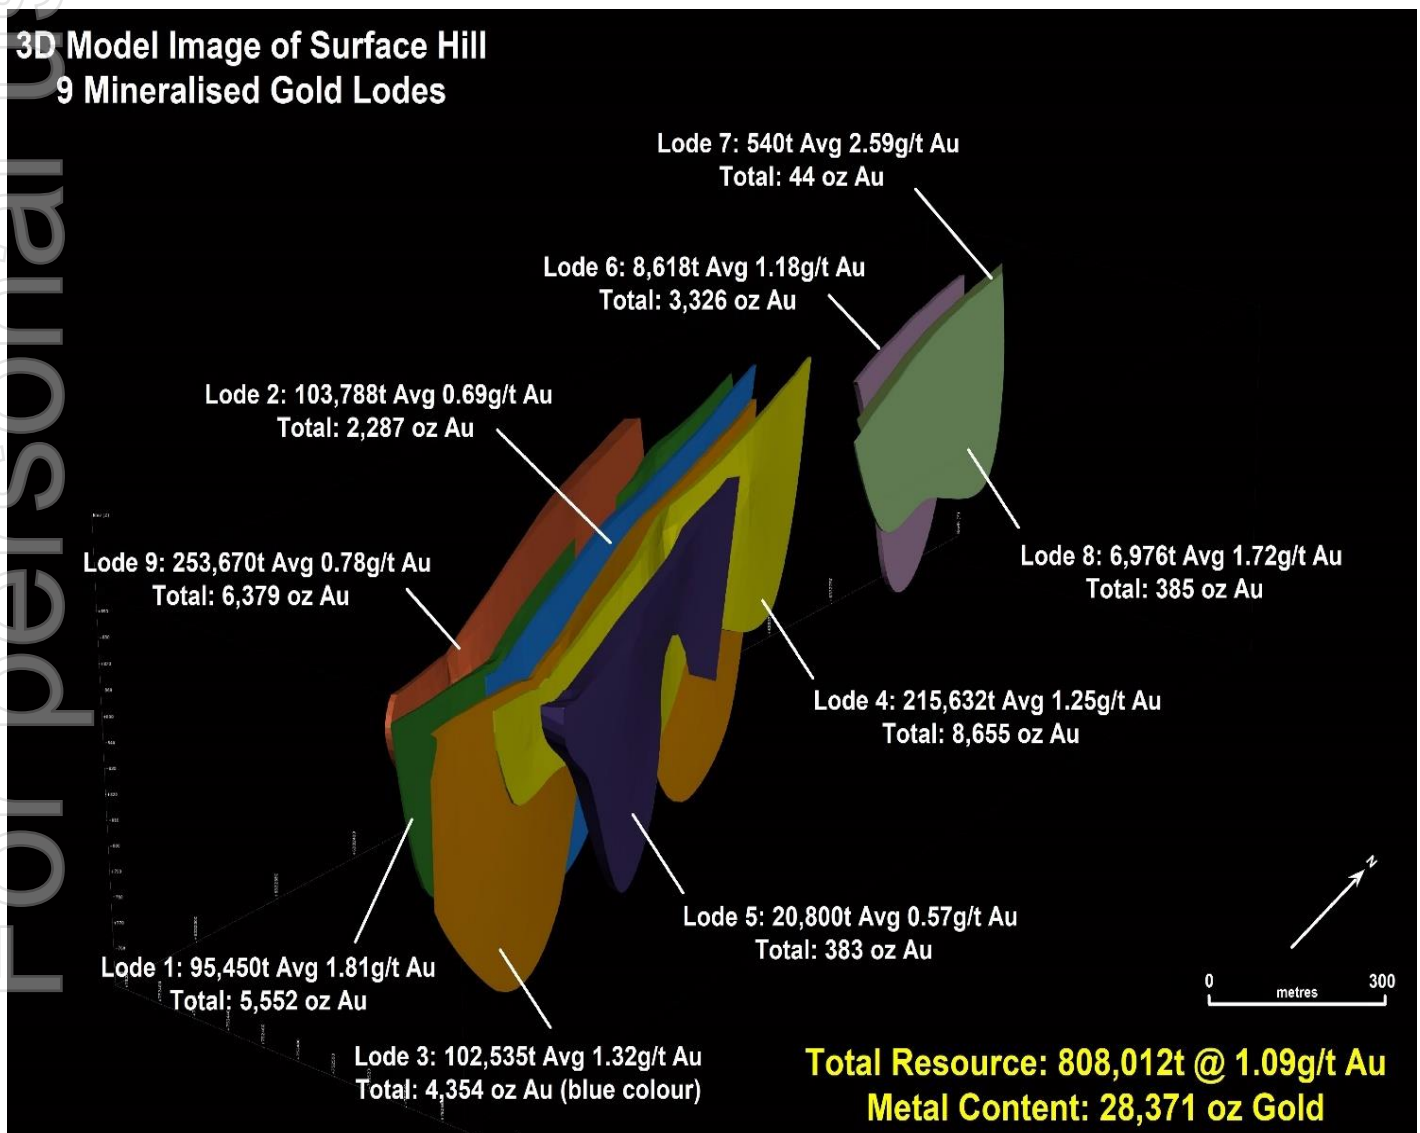 3D Model Image of Surface Hill
9 Mineralised Gold Lodes
Lode 7: 540t Avg 2.59g/t Au
Total: 44 oz Au
Lode 6: 8,618t Avg 1.18g/t Au
Total: 3,326 oz Au
Lode 2: 103,788t Avg 0.69g/t Au
Total: 2,287 oz Au
Lode 9: 253,670t Avg 0.78g/t Au
Total: 6,379 oz Au
Lode 8: 6,976t Avg 1.72g/t Au
Total: 385 oz Au
Lode 4: 215,632t Avg 1.25g/t Au
Total: 8,655 oz Au
Lode 5: 20,800t Avg 0.57g/t Au
Total: 383 oz Au
Lode 1: 95,450t Avg 1.81g/t Au
Total: 5,552 oz Au
Lode 3: 102,535t Avg 1.32g/t Au
Total: 4,354 oz Au (blue colour)
N
0 300
metres
Total Resource: 808,012t @ 1.09g/t Au
Metal Content: 28,371 oz Gold
For personal us